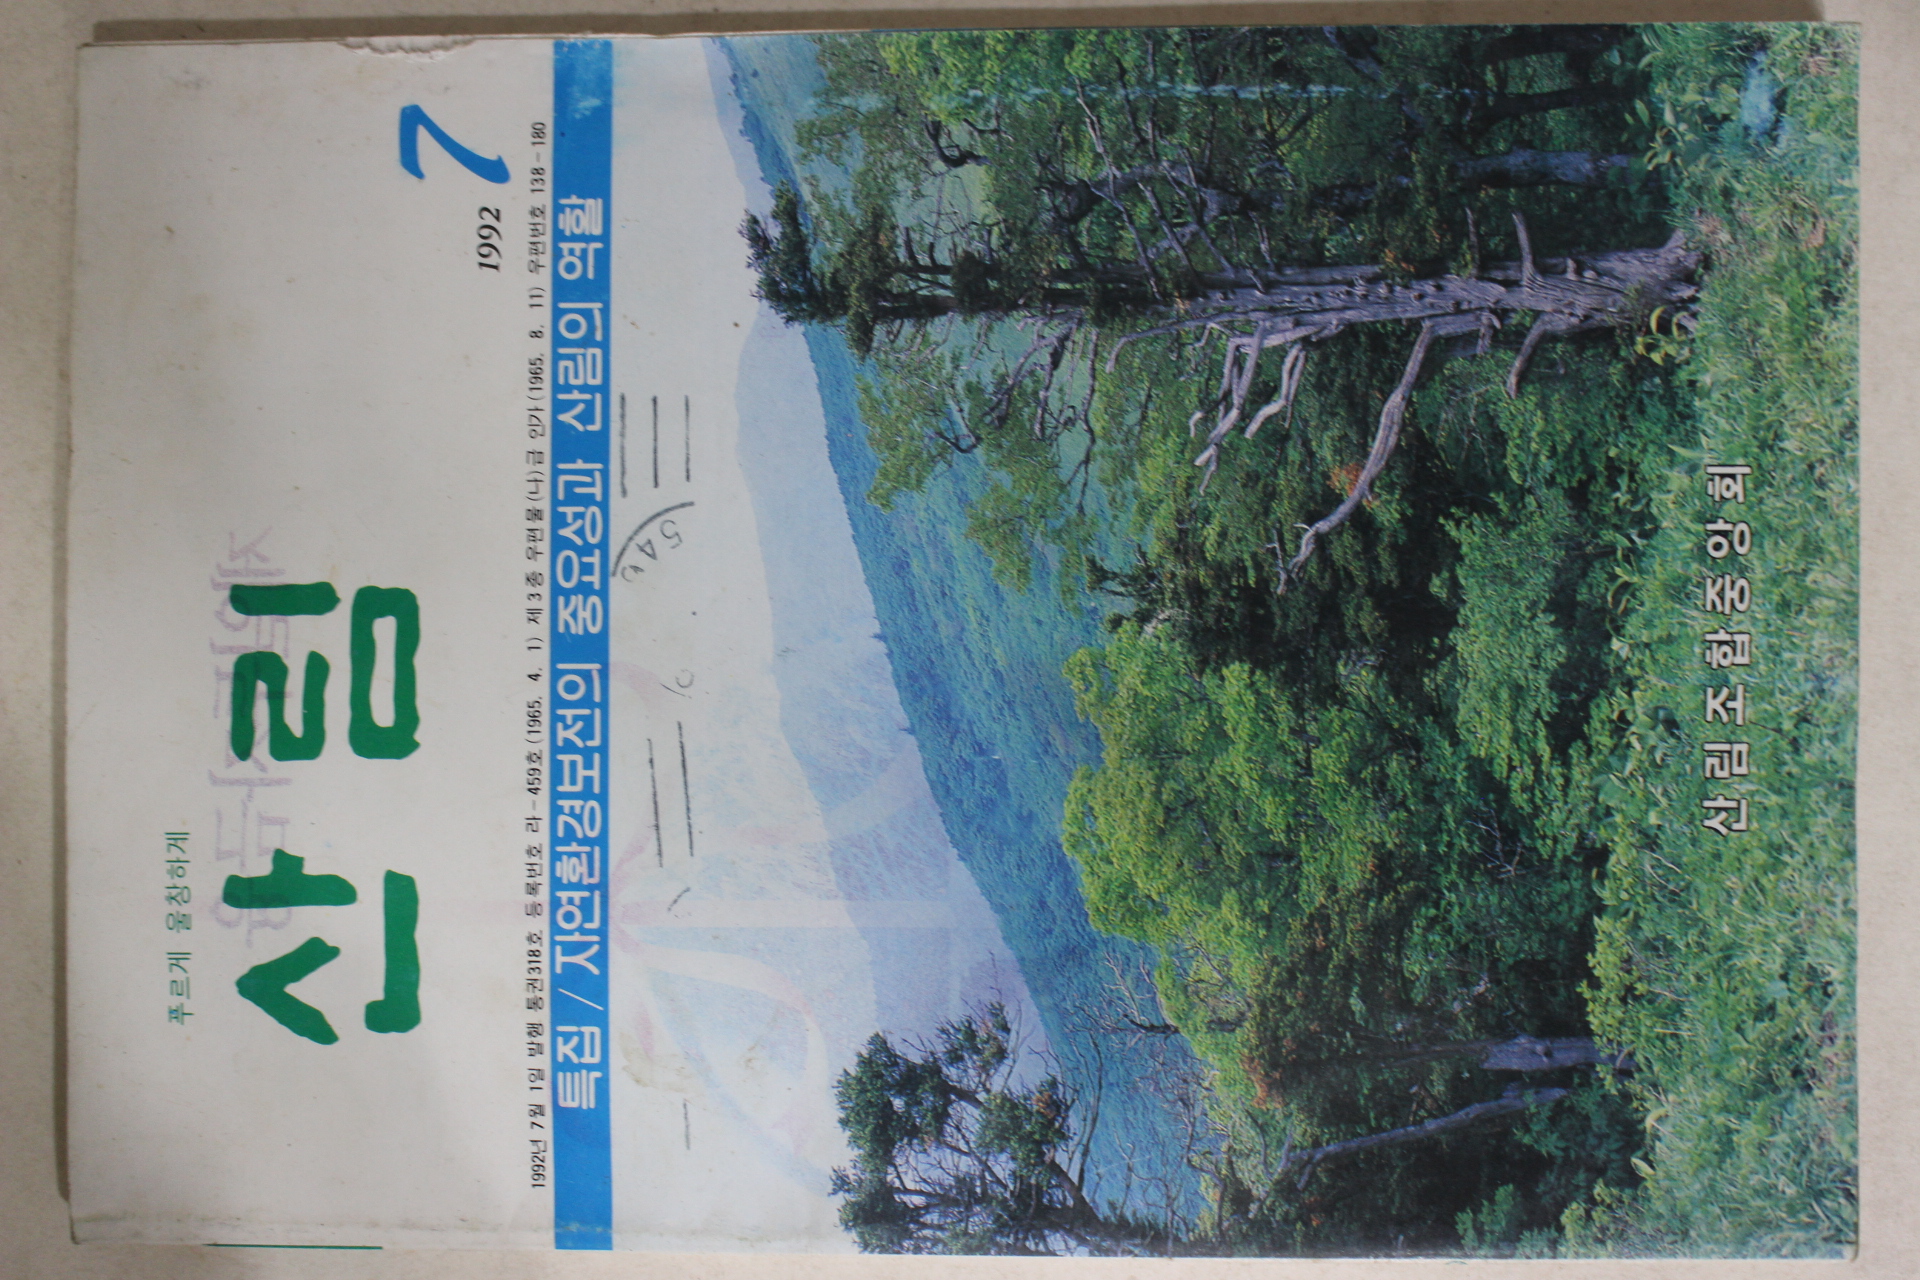 푸르게 울창하게
산림
1992 7
1992년 7월 1일 발행 통권318호 등록번호 라-459호(1965. 4. 1) 제3종 우편물(나)급 인가(1965. 8. 11) 우편번호 138-180
특집 / 자연환경보전의 중요성과 산림의 역할
산림조합중앙회